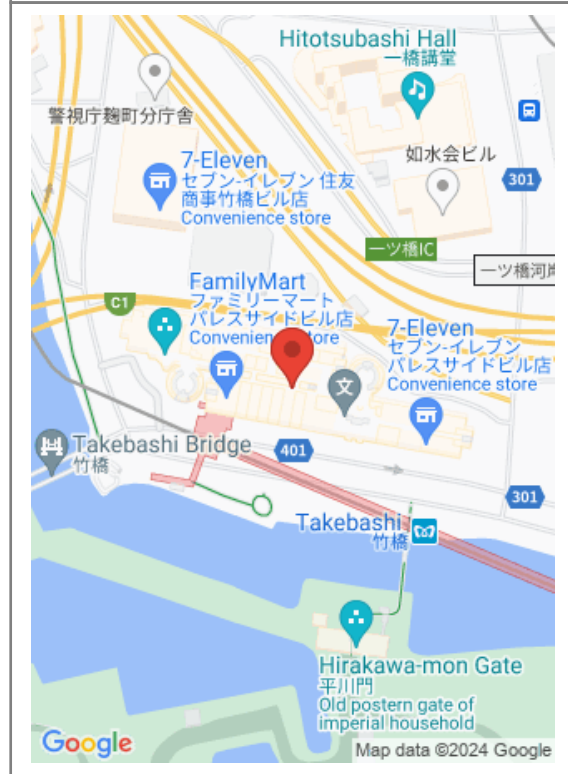 Hitotsubashi Hall
一橋講堂
警視庁麹町分庁舎
7-Eleven
セブン-イレブン 住友
商事竹橋ビル店
Convenience store
如水会ビル
301
一ツ橋IC
一ツ橋河岸
C1
FamilyMart
ファミリーマート
パレスサイドビル店
Convenience store
7-Eleven
セブン-イレブン
パレスサイドビル店
Convenience store
文
Takebashi Bridge
竹橋
401
301
Takebashi
竹橋
Hirakawa-mon Gate
平川門
Old postern gate of
imperial household
Google
Map data ©2024 Google